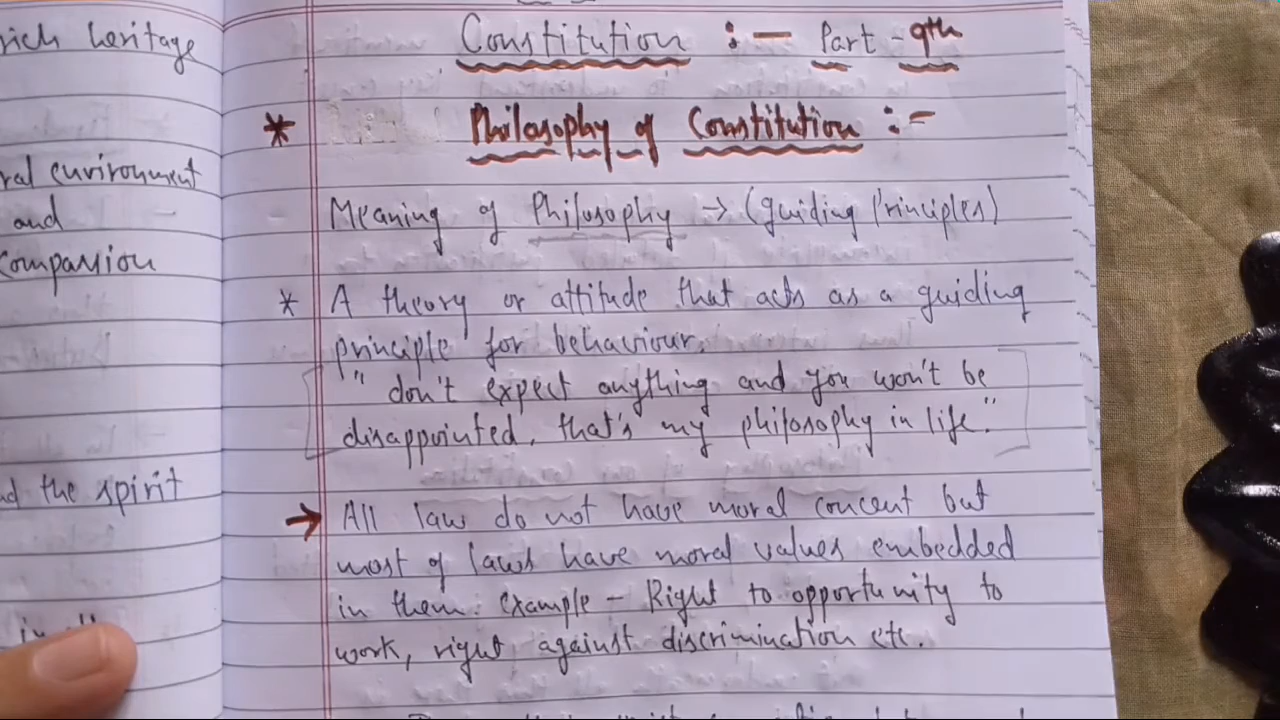 rich heritage
ral environment
and
compassion
nd the spirit
Constitution :- Part - 9th
* Philosophy of Constitution :-
Meaning of Philosophy → (guiding Principles)
* A theory or attitude that acts as a guiding
principle for behaviour.
" don't expect anything and you won't be
disappointed, that's my philosophy in life."
→ All law do not have moral concent but
most of laws have moral values embedded
in them. example - Right to opportunity to
work, right against discrimination etc.